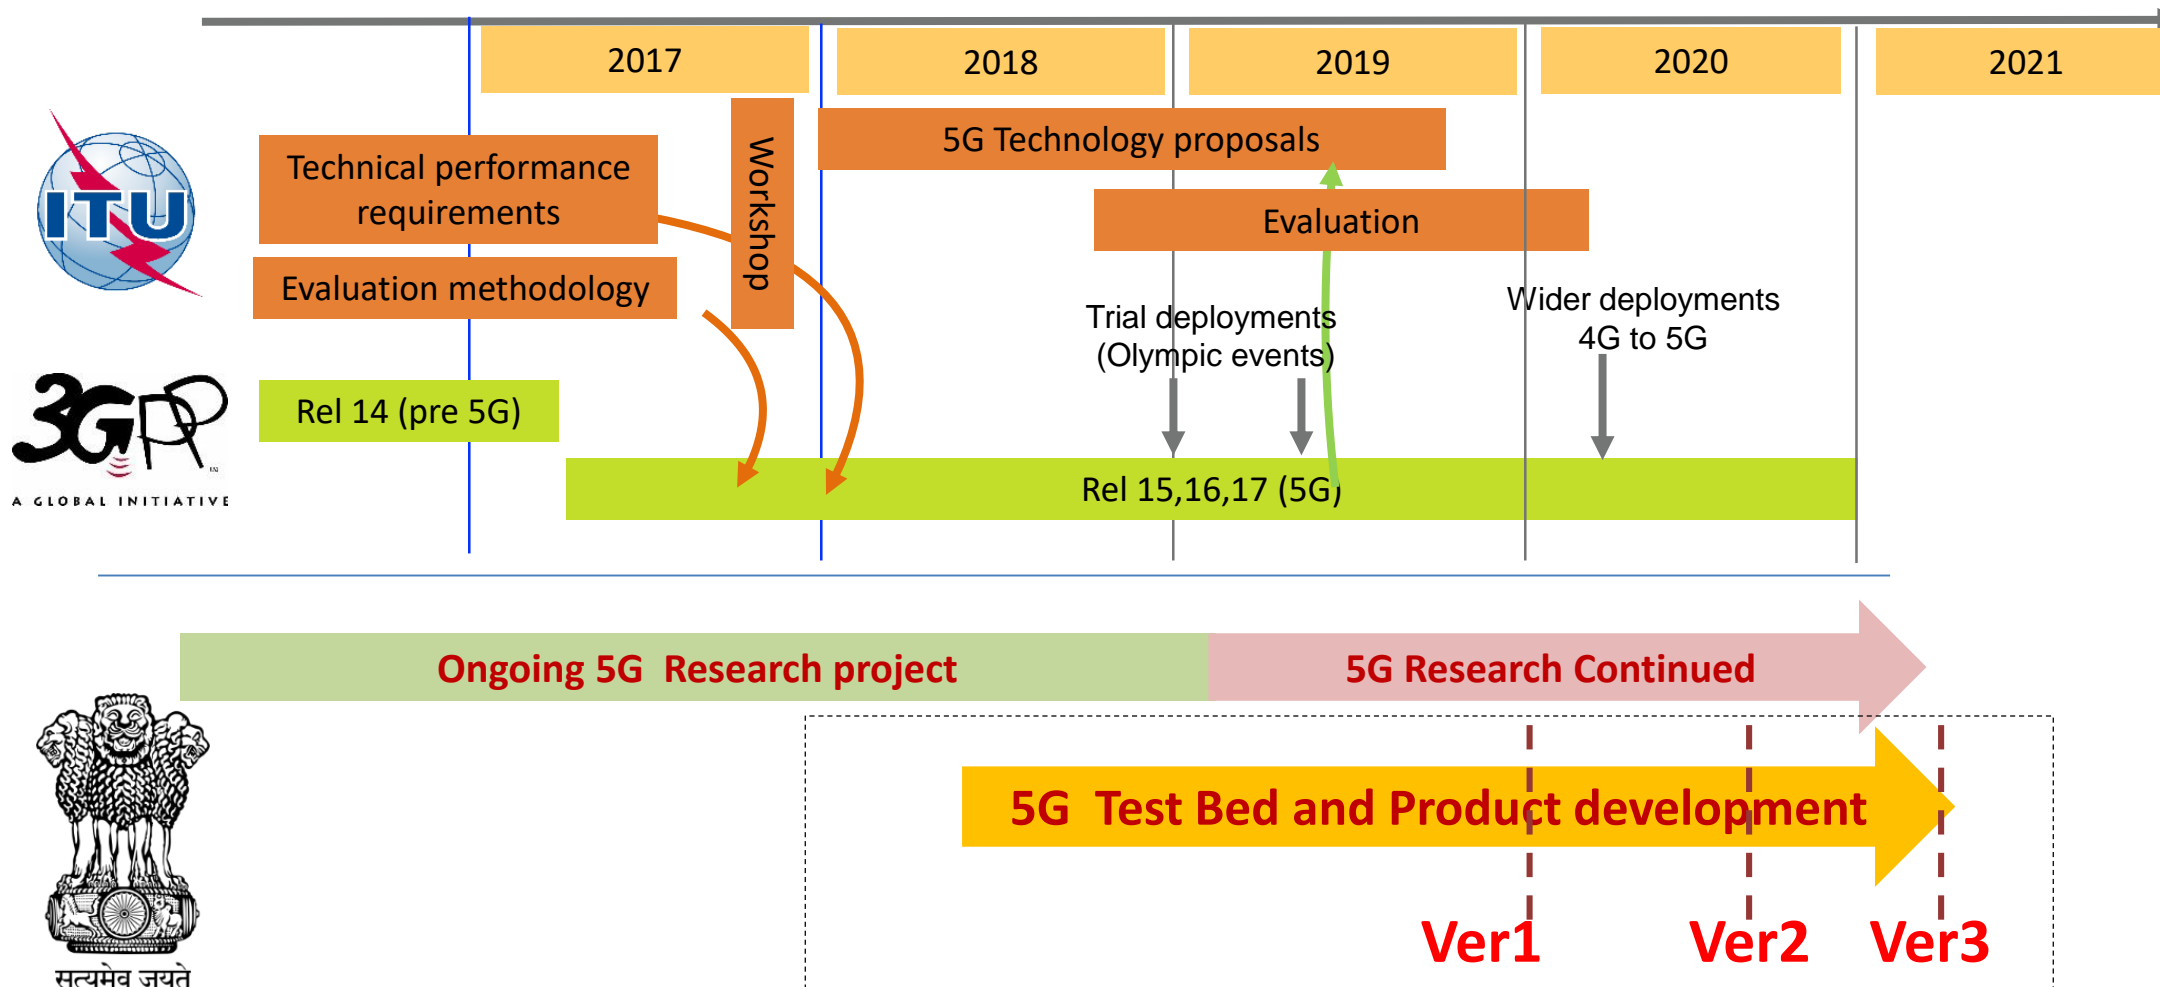 2017
2018
2019
2020
2021
ITU
Technical performance
requirements
Workshop
5G Technology proposals
Evaluation
Evaluation methodology
Trial deployments
(Olympic events)
Wider deployments
4G to 5G
3GPP
A GLOBAL INITIATIVE
Rel 14 (pre 5G)
Rel 15,16,17 (5G)
Ongoing 5G Research project
5G Research Continued
5G Test Bed and Product development
Ver1
Ver2
Ver3
सत्यमेव जयते